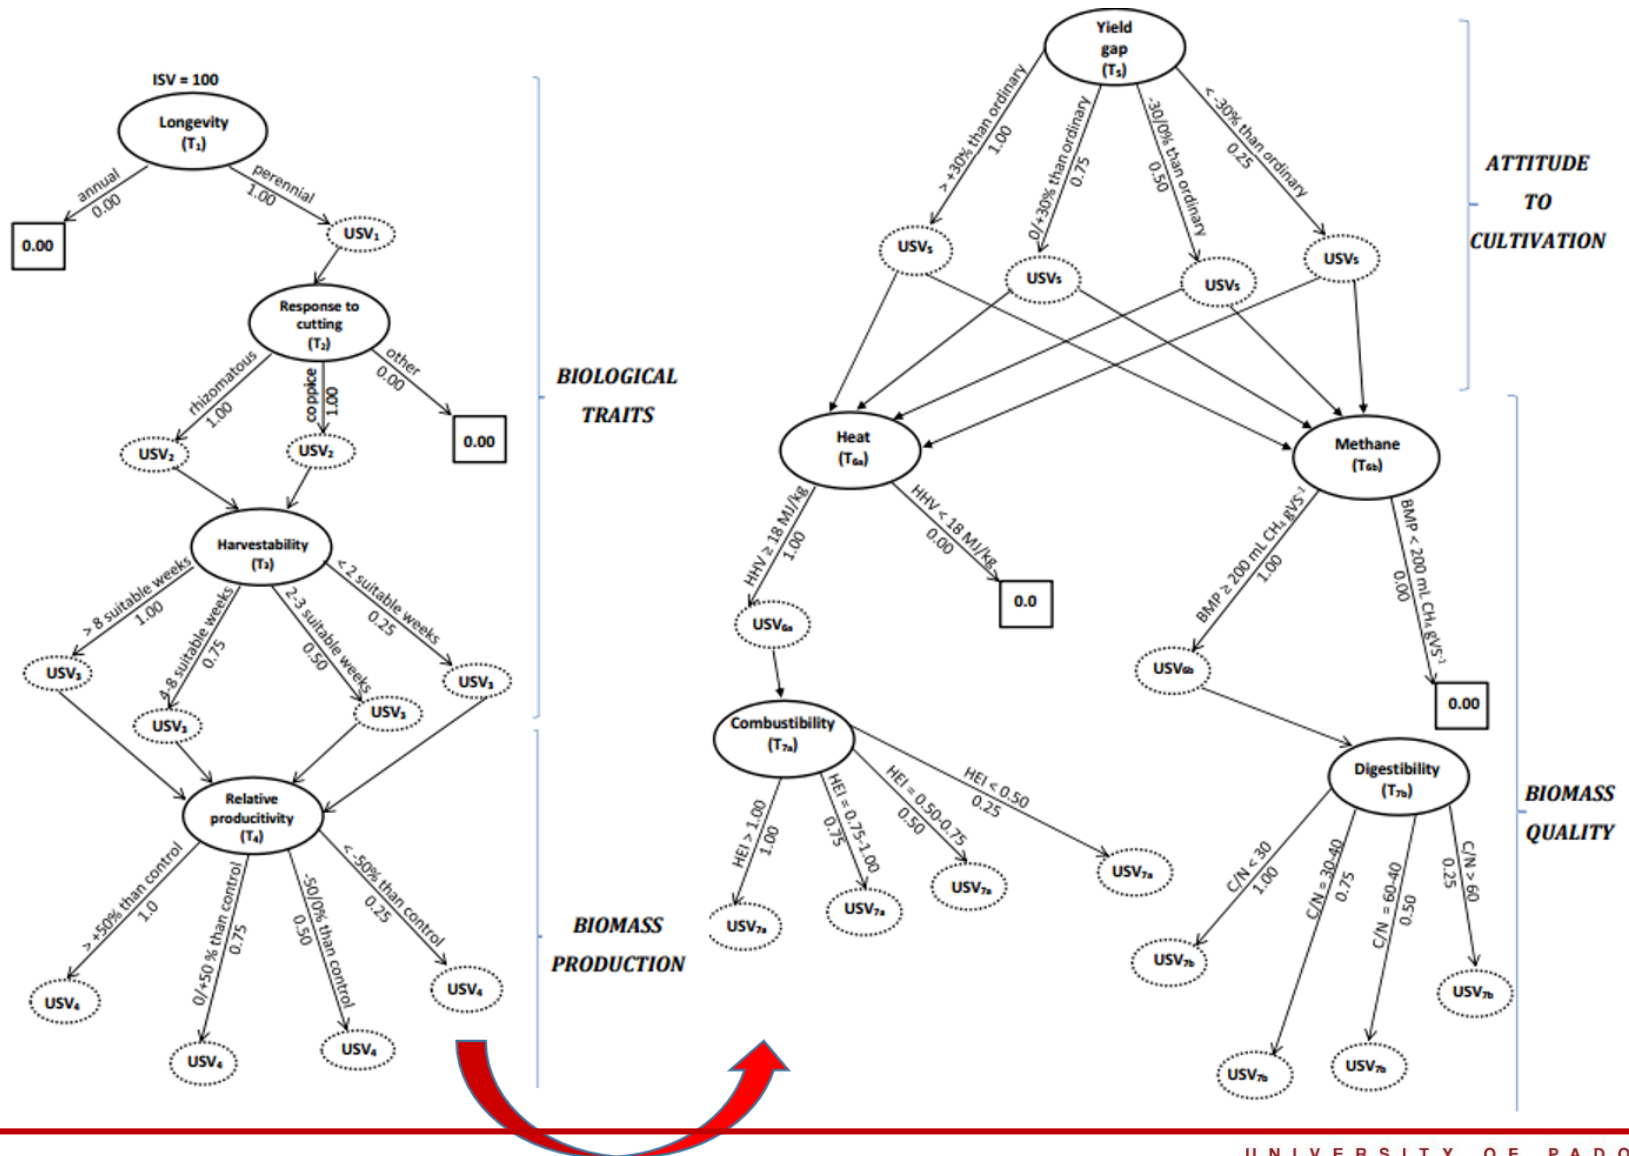 ISV = 100
Longevity
(T₁)
annual
0.00
perennial
1.00
0.00
USV₁
Response to
cutting
(T₂)
rhizomatous
1.00
coppice
1.00
other
0.00
USV₂
USV₂
0.00
Harvestability
(T₃)
> 8 suitable weeks
1.00
4-8 suitable weeks
0.75
2-3 suitable weeks
0.50
< 2 suitable weeks
0.25
USV₃
USV₃
USV₃
USV₃
Relative
producitivity
(T₄)
> +50% than control
1.0
0/+50 % than control
0.75
-50/0% than control
0.50
< -50% than control
0.25
USV₄
USV₄
USV₄
USV₄
BIOLOGICAL
TRAITS
BIOMASS
PRODUCTION
Yield
gap
(T₅)
> +30% than ordinary
1.00
0/+30% than ordinary
0.75
-30/0% than ordinary
0.50
< -30% than ordinary
0.25
USV₅
USV₅
USV₅
USV₅
ATTITUDE
TO
CULTIVATION
Heat
(T₆ₐ)
Methane
(T₆b)
HHV ≥ 18 MJ/kg
1.00
HHV < 18 MJ/kg
0.00
0.0
USV₆ₐ
BMP ≥ 200 mL CH₄ gVS⁻¹
1.00
BMP < 200 mL CH₄ gVS⁻¹
0.00
USV₆b
0.00
Combustibility
(T₇ₐ)
HEI > 1.00
1.00
HEI = 0.75-1.00
0.75
HEI = 0.50-0.75
0.50
HEI < 0.50
0.25
USV₇ₐ
USV₇ₐ
USV₇ₐ
USV₇ₐ
Digestibility
(T₇b)
C/N < 30
1.00
C/N = 30-40
0.75
C/N = 60-40
0.50
C/N > 60
0.25
USV₇b
USV₇b
USV₇b
USV₇b
BIOMASS
QUALITY
UNIVERSITY OF PADO